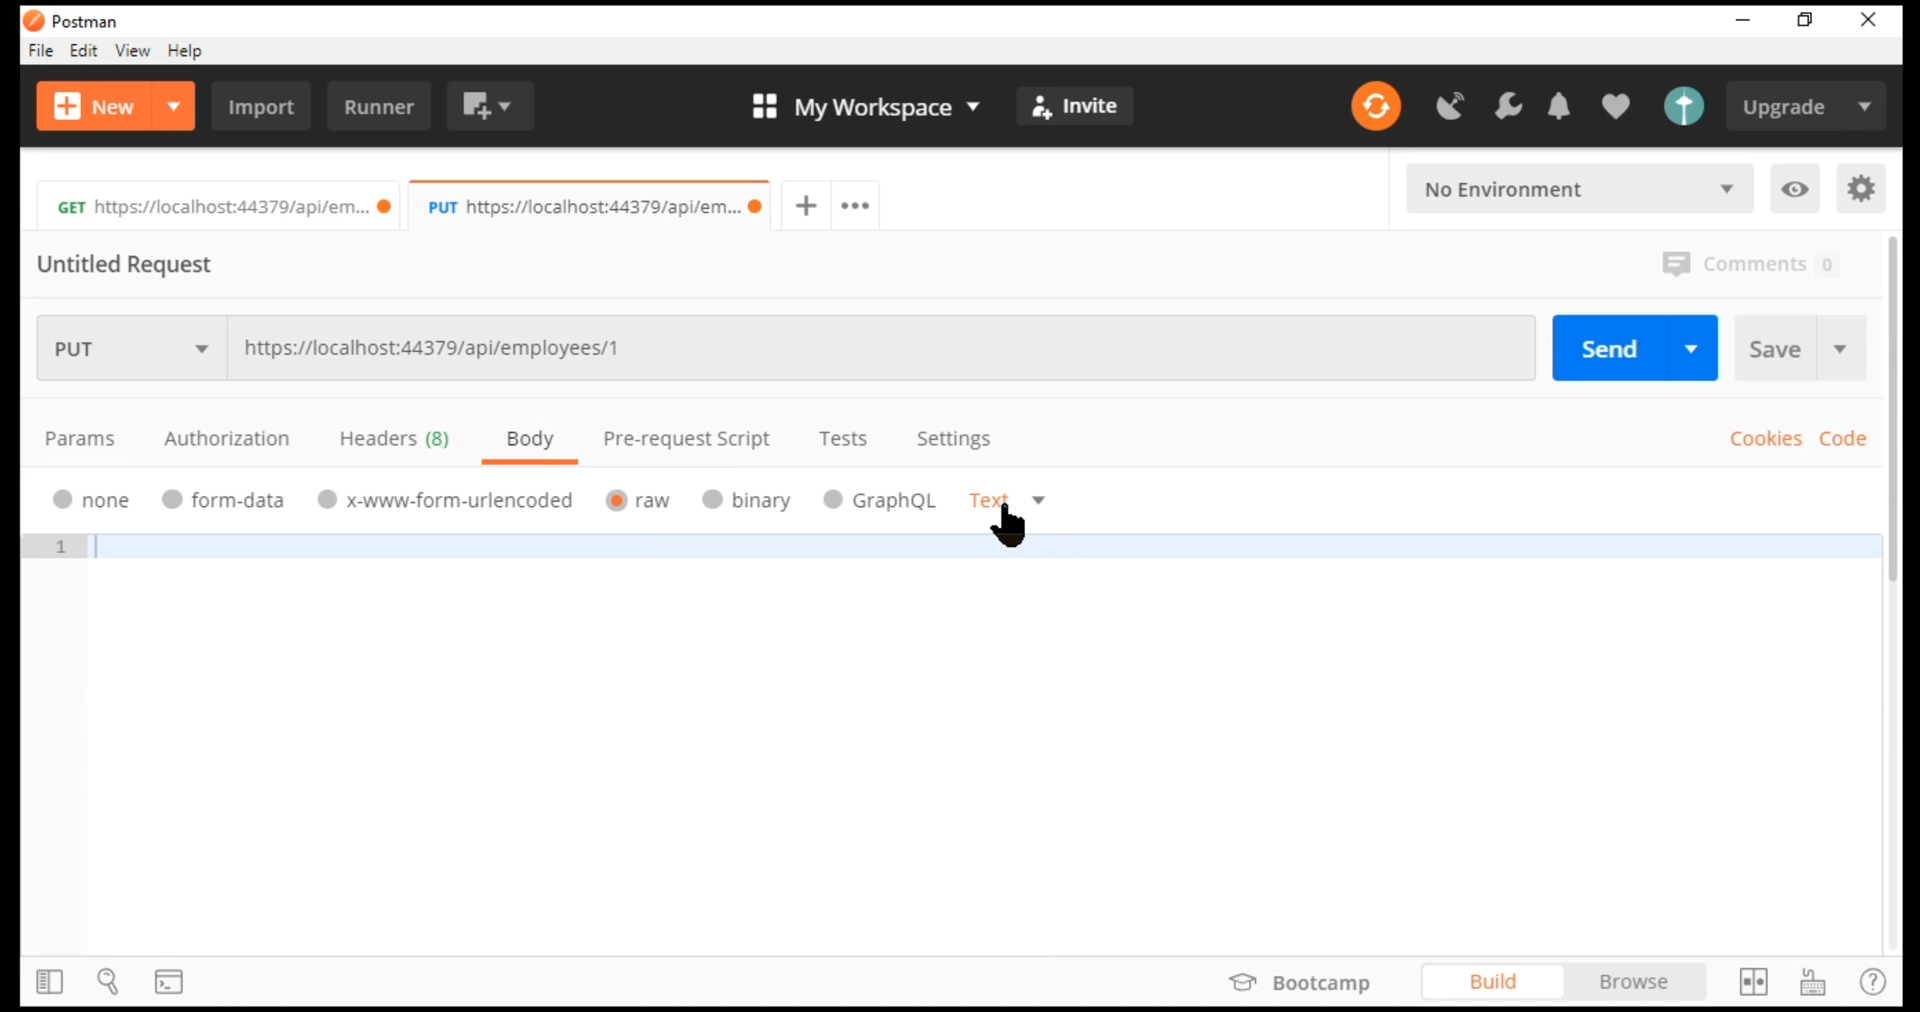 Postman
File Edit View Help
New Import Runner My Workspace Invite Upgrade
GET https://localhost:44379/api/em... PUT https://localhost:44379/api/em... No Environment
Untitled Request Comments 0
PUT https://localhost:44379/api/employees/1 Send Save
Params Authorization Headers (8) Body Pre-request Script Tests Settings Cookies Code
none form-data x-www-form-urlencoded raw binary GraphQL Text
1
Bootcamp Build Browse